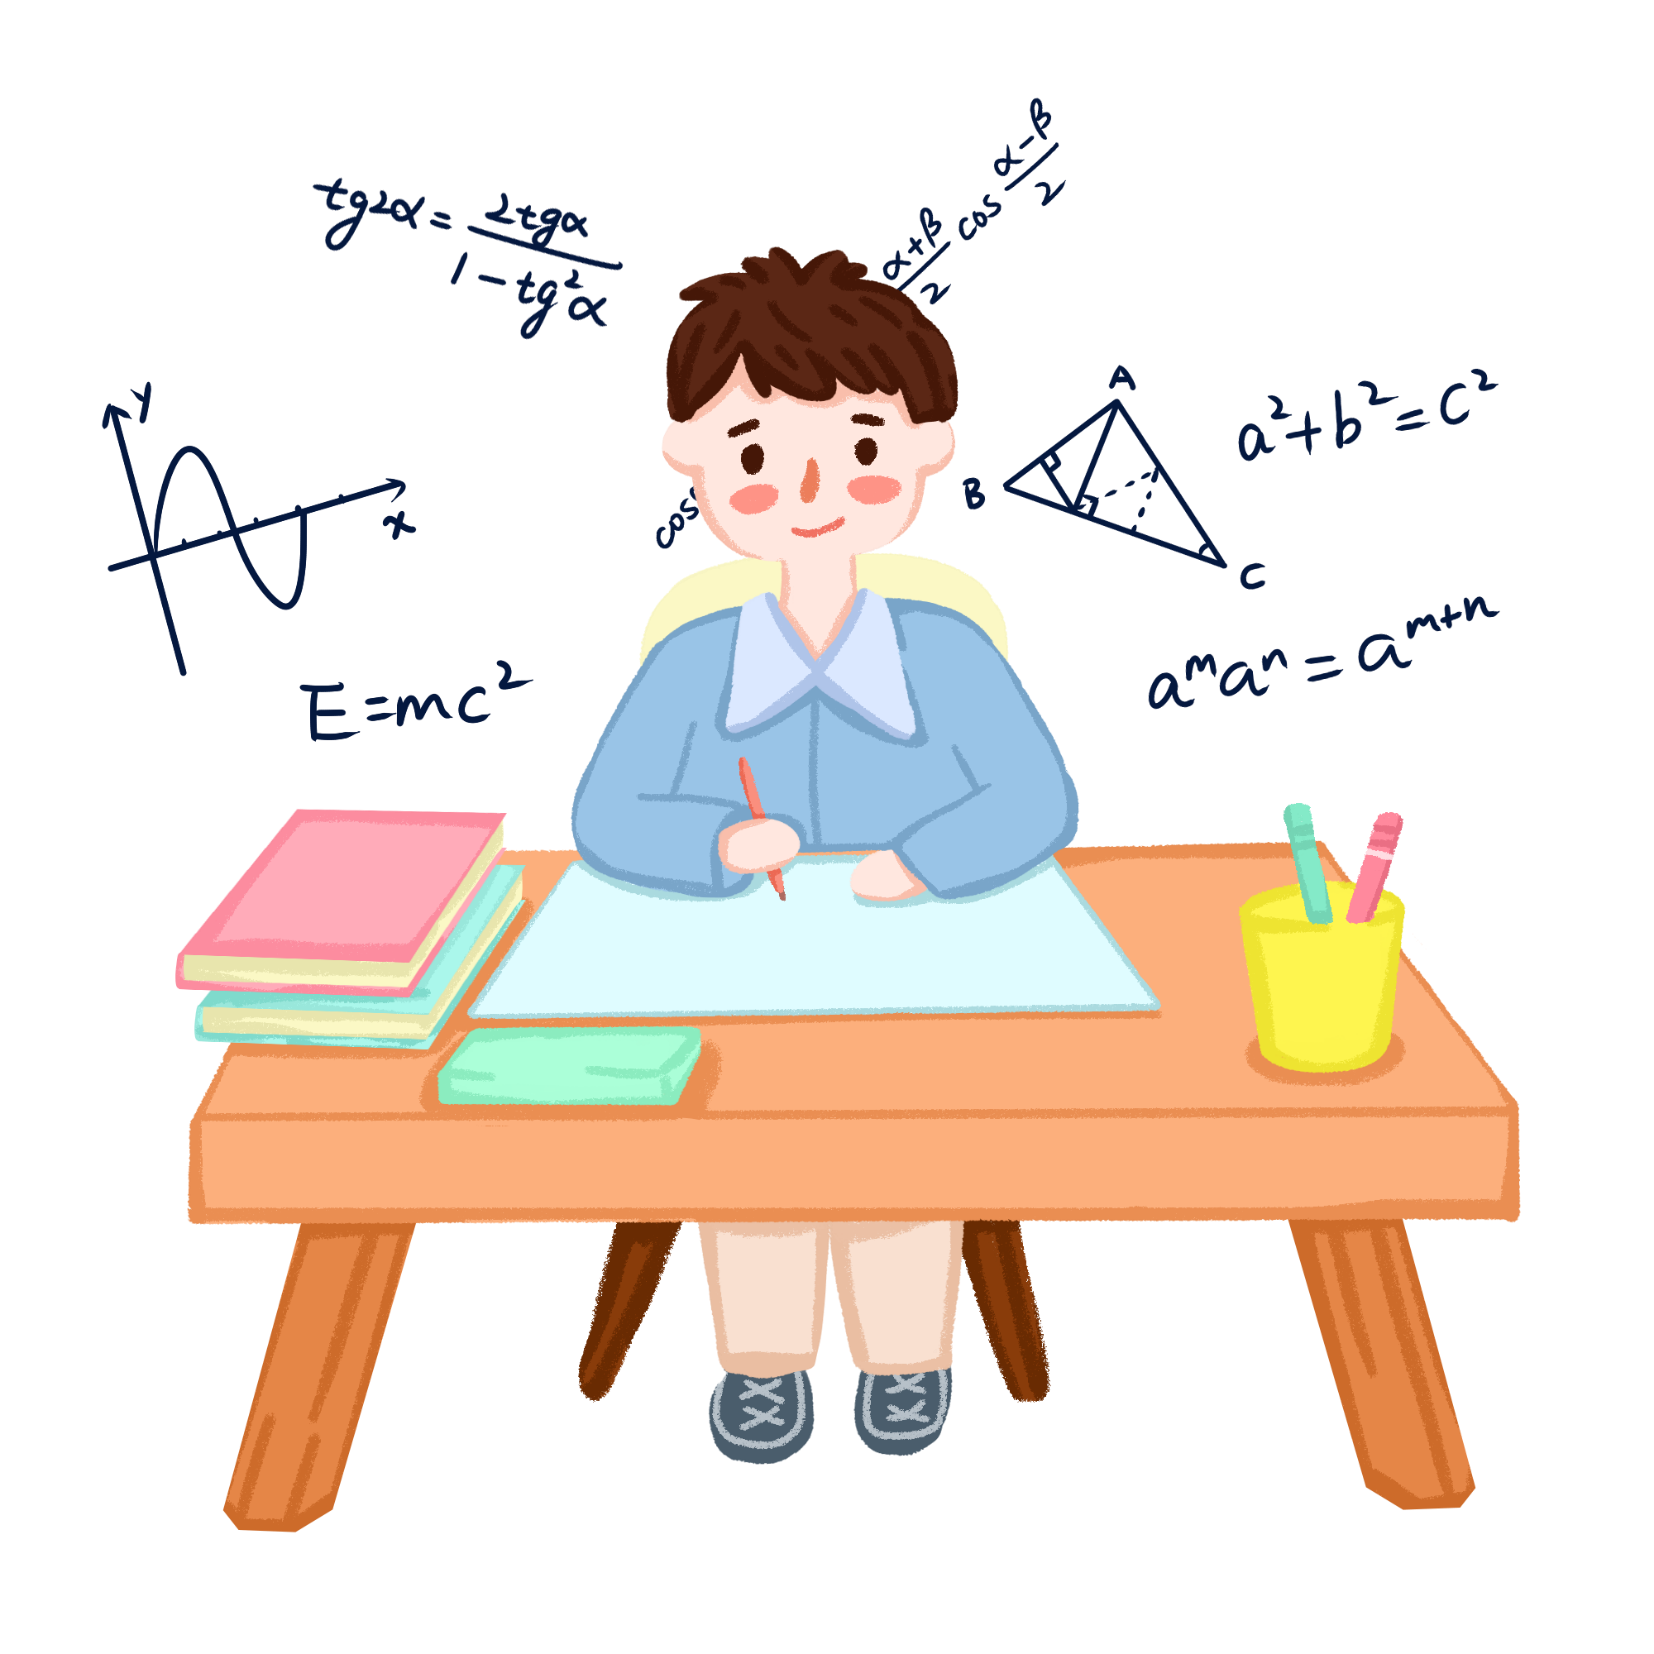 tg2α = 2tgα / 1 - tg²α
cos α+β / 2 cos α-β / 2
y
x
A
B
C
a² + b² = c²
E = mc²
aᵐaⁿ = aᵐ⁺ⁿ